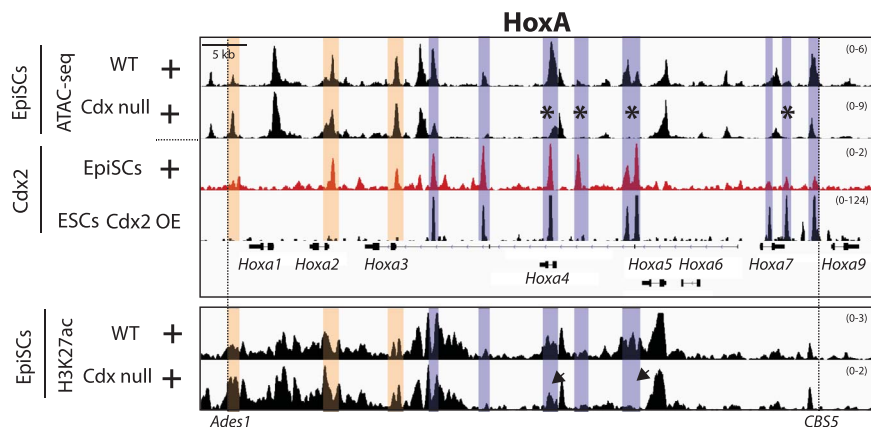 HoxA
5 kb
EpiSCs
ATAC-seq
WT +
(0-6)
Cdx null +
(0-9)
* * * *
Cdx2
EpiSCs +
(0-2)
ESCs Cdx2 OE
(0-124)
Hoxa1 Hoxa2 Hoxa3 Hoxa4 Hoxa5 Hoxa6 Hoxa7 Hoxa9
EpiSCs
H3K27ac
WT +
(0-3)
Cdx null +
(0-2)
Ades1 CBS5